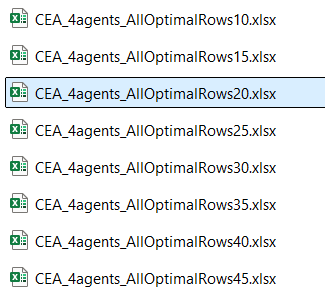 CEA_4agents_AllOptimalRows10.xlsx
CEA_4agents_AllOptimalRows15.xlsx
CEA_4agents_AllOptimalRows20.xlsx
CEA_4agents_AllOptimalRows25.xlsx
CEA_4agents_AllOptimalRows30.xlsx
CEA_4agents_AllOptimalRows35.xlsx
CEA_4agents_AllOptimalRows40.xlsx
CEA_4agents_AllOptimalRows45.xlsx